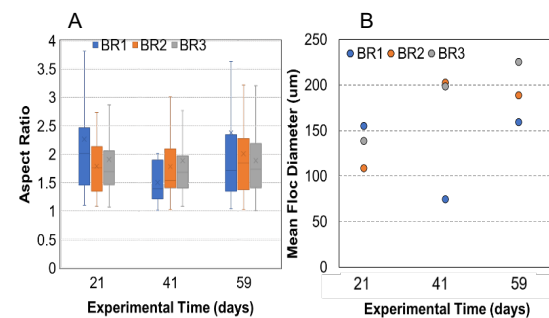 A
BR1 BR2 BR3
4
3.5
3
2.5
2
1.5
1
0.5
0
Aspect Ratio
21 41 59
Experimental Time (days)
B
BR1 BR2 BR3
250
200
150
100
50
0
Mean Floc Diameter (um)
21 41 59
Experimental Time (days)